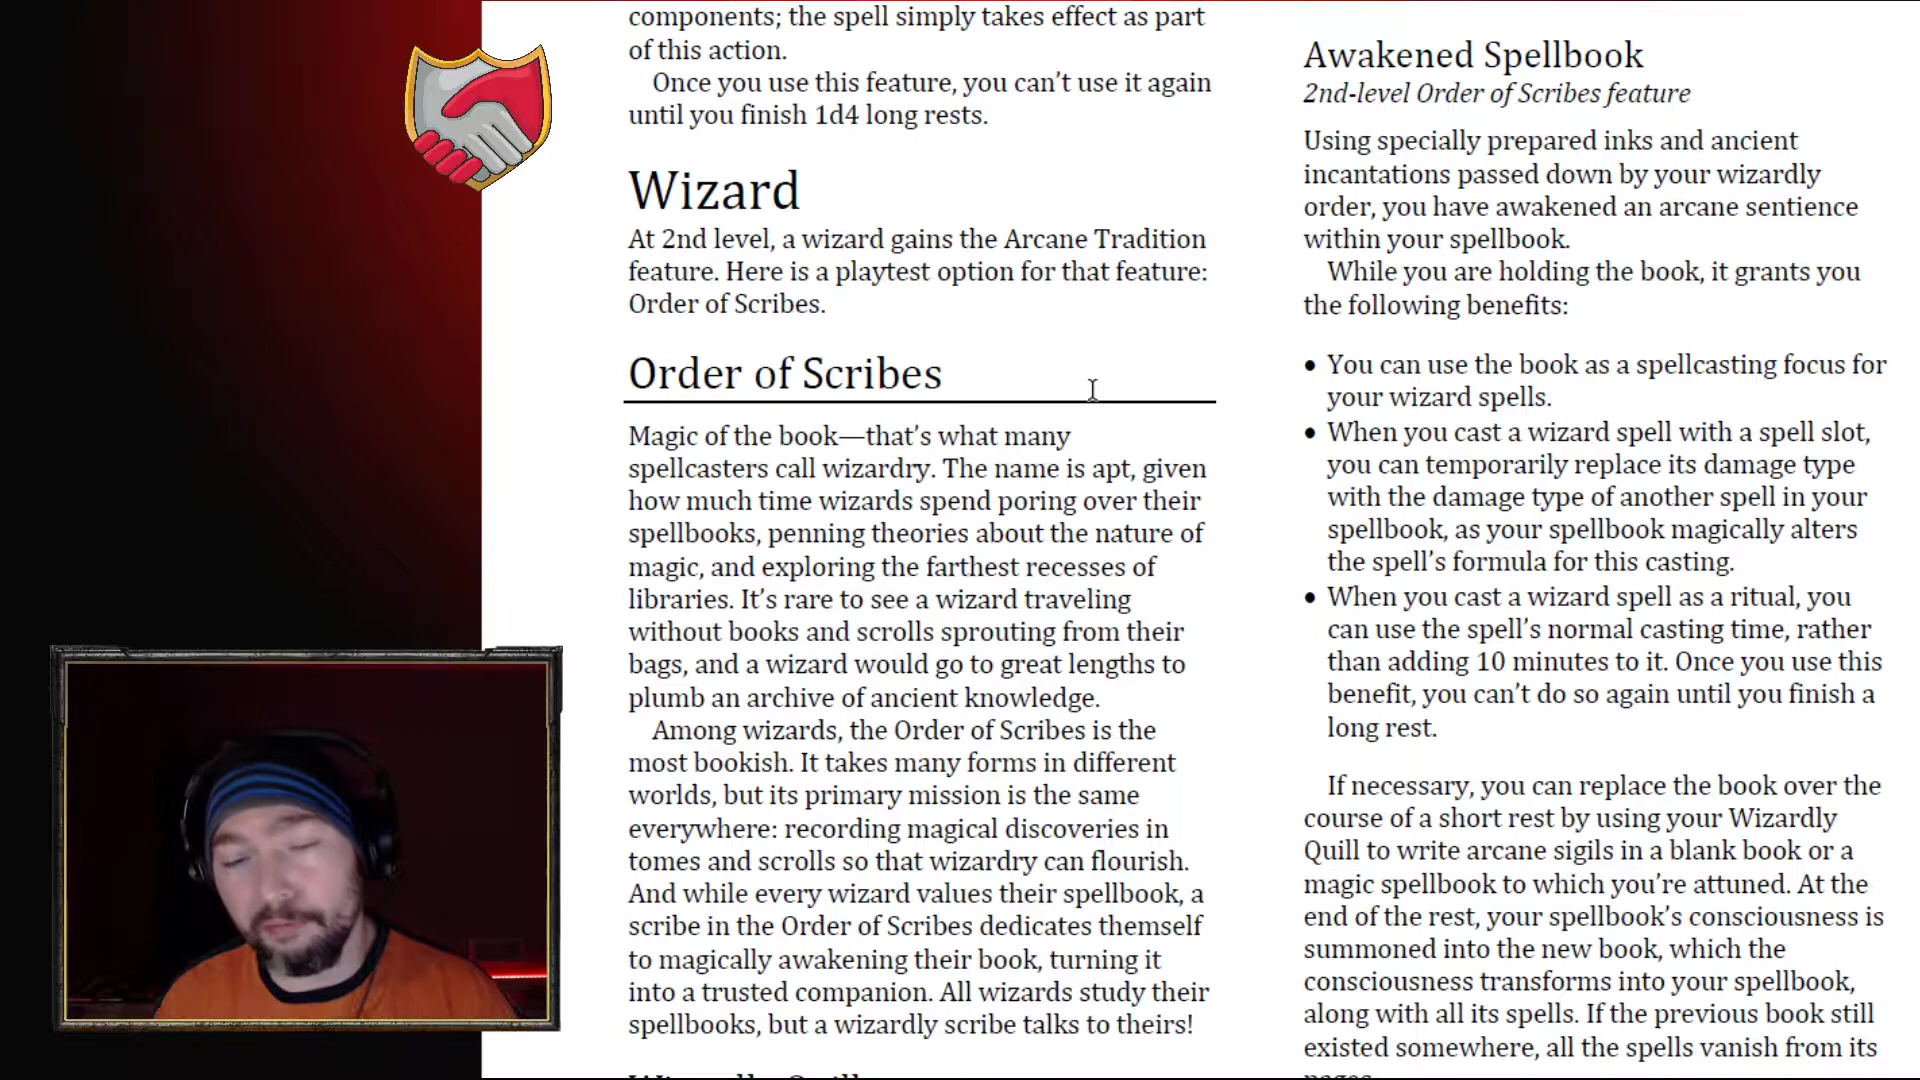 components; the spell simply takes effect as part
of this action.
Once you use this feature, you can’t use it again
until you finish 1d4 long rests.
Wizard
At 2nd level, a wizard gains the Arcane Tradition
feature. Here is a playtest option for that feature:
Order of Scribes.
Order of Scribes
Magic of the book—that’s what many
spellcasters call wizardry. The name is apt, given
how much time wizards spend poring over their
spellbooks, penning theories about the nature of
magic, and exploring the farthest recesses of
libraries. It’s rare to see a wizard traveling
without books and scrolls sprouting from their
bags, and a wizard would go to great lengths to
plumb an archive of ancient knowledge.
Among wizards, the Order of Scribes is the
most bookish. It takes many forms in different
worlds, but its primary mission is the same
everywhere: recording magical discoveries in
tomes and scrolls so that wizardry can flourish.
And while every wizard values their spellbook, a
scribe in the Order of Scribes dedicates themself
to magically awakening their book, turning it
into a trusted companion. All wizards study their
spellbooks, but a wizardly scribe talks to theirs!
Awakened Spellbook
2nd-level Order of Scribes feature
Using specially prepared inks and ancient
incantations passed down by your wizardly
order, you have awakened an arcane sentience
within your spellbook.
While you are holding the book, it grants you
the following benefits:
• You can use the book as a spellcasting focus for
your wizard spells.
• When you cast a wizard spell with a spell slot,
you can temporarily replace its damage type
with the damage type of another spell in your
spellbook, as your spellbook magically alters
the spell’s formula for this casting.
• When you cast a wizard spell as a ritual, you
can use the spell’s normal casting time, rather
than adding 10 minutes to it. Once you use this
benefit, you can’t do so again until you finish a
long rest.
If necessary, you can replace the book over the
course of a short rest by using your Wizardly
Quill to write arcane sigils in a blank book or a
magic spellbook to which you’re attuned. At the
end of the rest, your spellbook’s consciousness is
summoned into the new book, which the
consciousness transforms into your spellbook,
along with all its spells. If the previous book still
existed somewhere, all the spells vanish from its